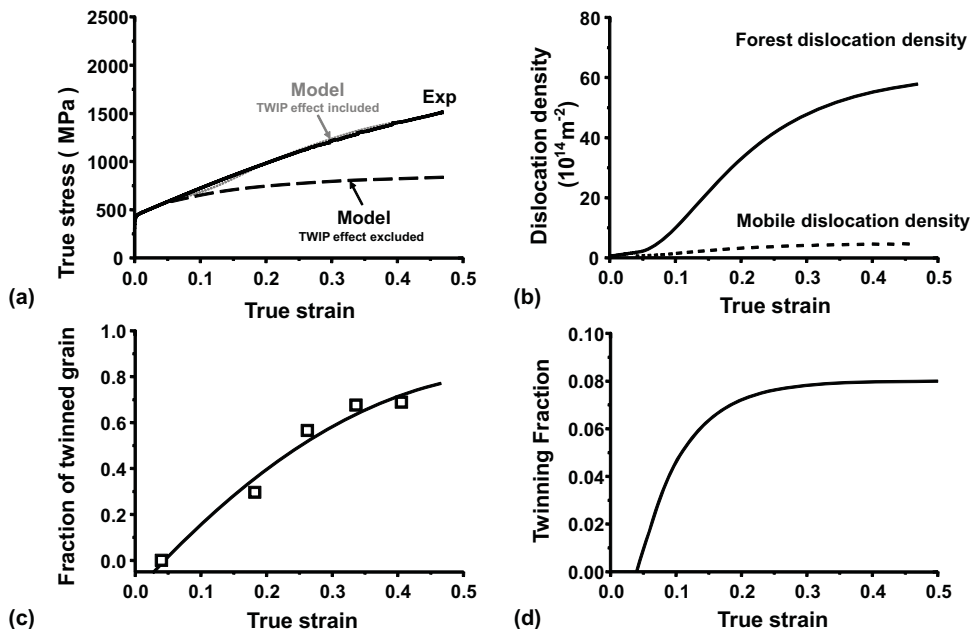 2500
2000
1500
1000
500
0
True stress ( MPa)
Model
TWIP effect included
Exp
Model
TWIP effect excluded
0.0 0.1 0.2 0.3 0.4 0.5
True strain
(a)
80
60
40
20
0
Dislocation density
(10¹⁴m⁻²)
Forest dislocation density
Mobile dislocation density
0.0 0.1 0.2 0.3 0.4 0.5
True strain
(b)
1.0
0.8
0.6
0.4
0.2
0.0
Fraction of twinned grain
0.0 0.1 0.2 0.3 0.4 0.5
True strain
(c)
0.10
0.08
0.06
0.04
0.02
0.00
Twinning Fraction
0.0 0.1 0.2 0.3 0.4 0.5
True strain
(d)